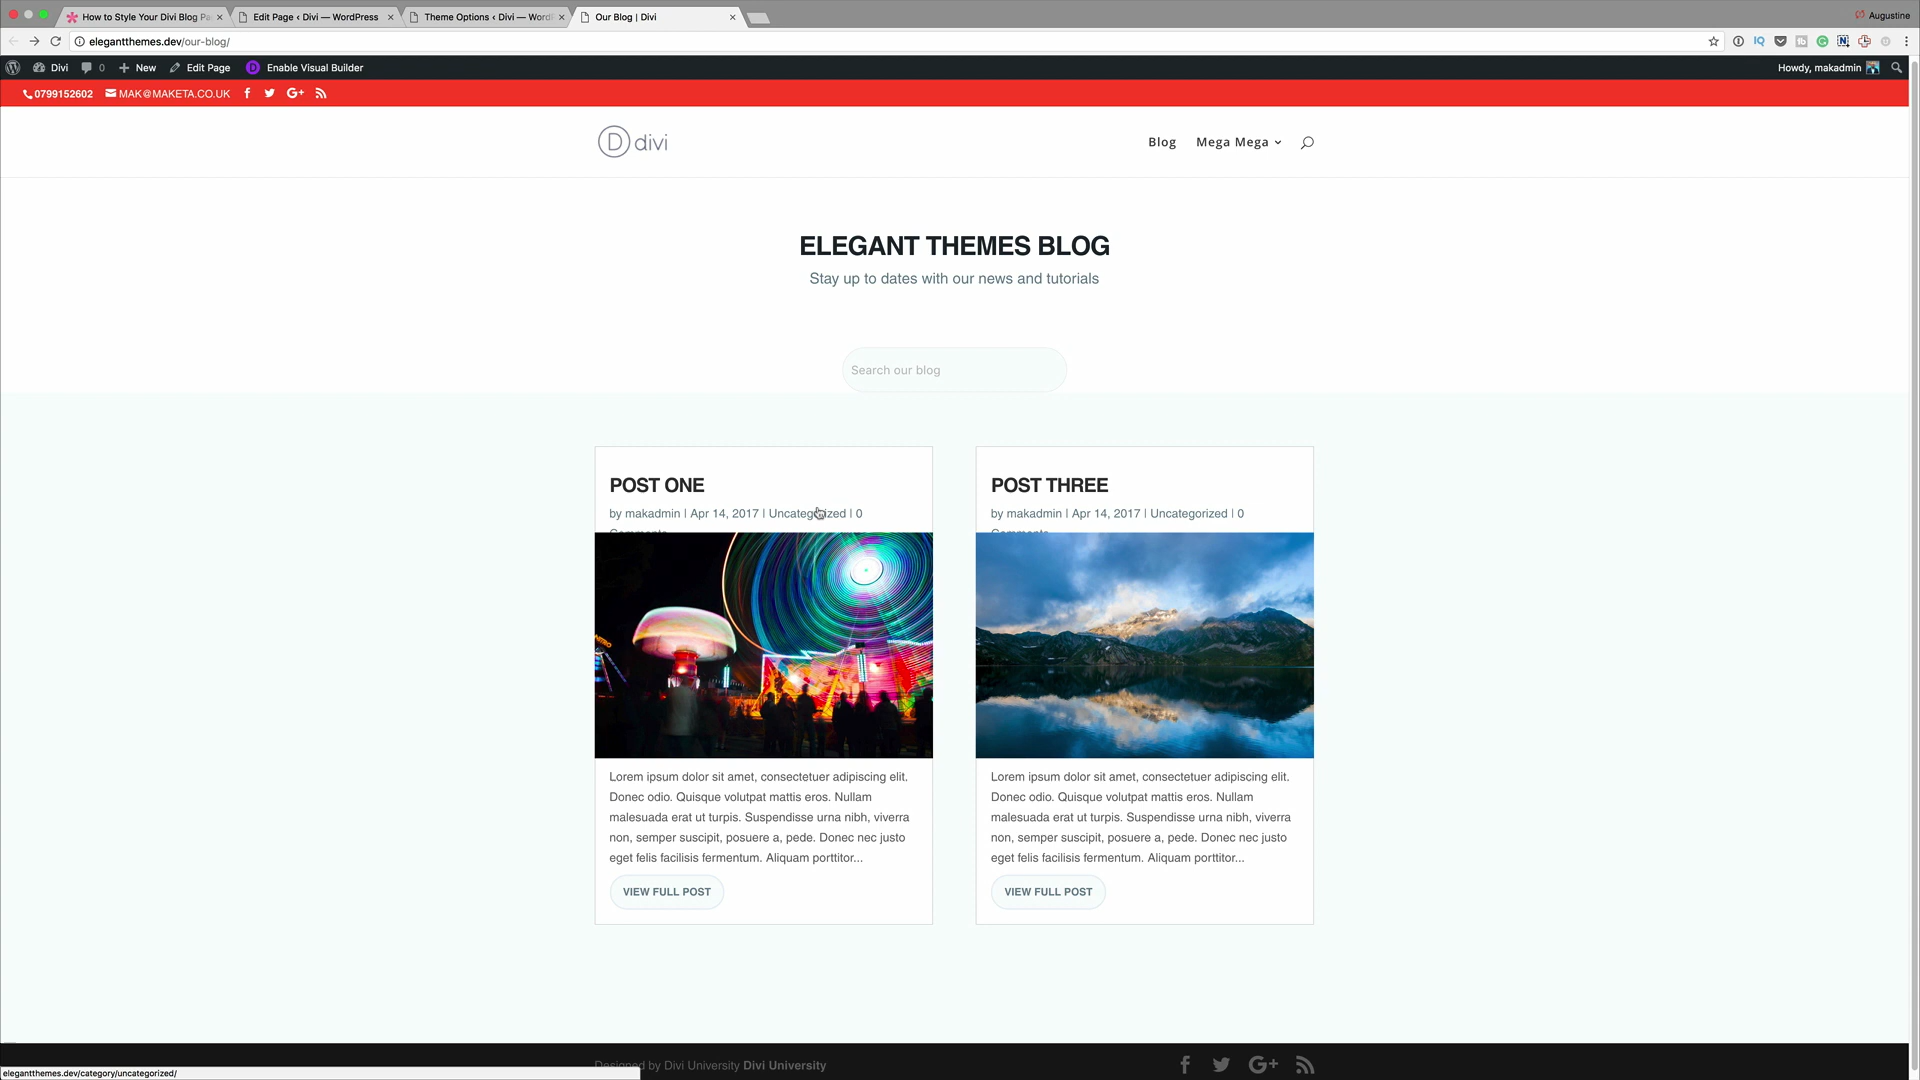 How to Style Your Divi Blog Pa
Edit Page ‹ Divi — WordPress
Theme Options ‹ Divi — Word
Our Blog | Divi
Augustine
elegantthemes.dev/our-blog/
Divi
0
New
Edit Page
Enable Visual Builder
Howdy, makadmin
0799152602
MAK@MAKETA.CO.UK
D divi
Blog
Mega Mega
ELEGANT THEMES BLOG
Stay up to dates with our news and tutorials
Search our blog
POST ONE
by makadmin | Apr 14, 2017 | Uncategorized | 0
Comments
Lorem ipsum dolor sit amet, consectetuer adipiscing elit.
Donec odio. Quisque volutpat mattis eros. Nullam
malesuada erat ut turpis. Suspendisse urna nibh, viverra
non, semper suscipit, posuere a, pede. Donec nec justo
eget felis facilisis fermentum. Aliquam porttitor...
VIEW FULL POST
POST THREE
by makadmin | Apr 14, 2017 | Uncategorized | 0
Comments
Lorem ipsum dolor sit amet, consectetuer adipiscing elit.
Donec odio. Quisque volutpat mattis eros. Nullam
malesuada erat ut turpis. Suspendisse urna nibh, viverra
non, semper suscipit, posuere a, pede. Donec nec justo
eget felis facilisis fermentum. Aliquam porttitor...
VIEW FULL POST
Designed by Divi University Divi University
elegantthemes.dev/category/uncategorized/